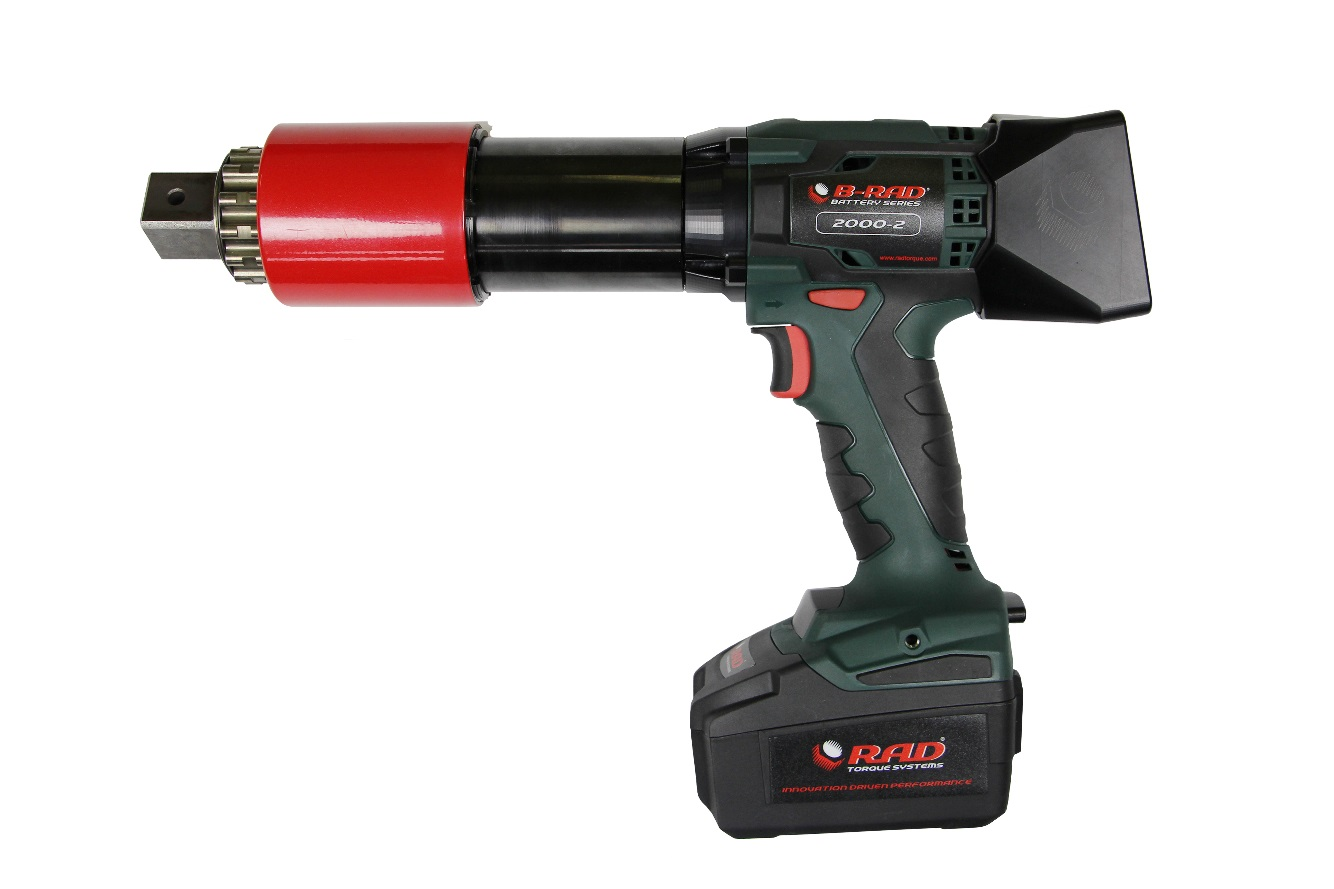 B-RAD®
BATTERY SERIES
2000-2
www.radtorque.com
RAD®
TORQUE SYSTEMS
INNOVATION DRIVEN PERFORMANCE